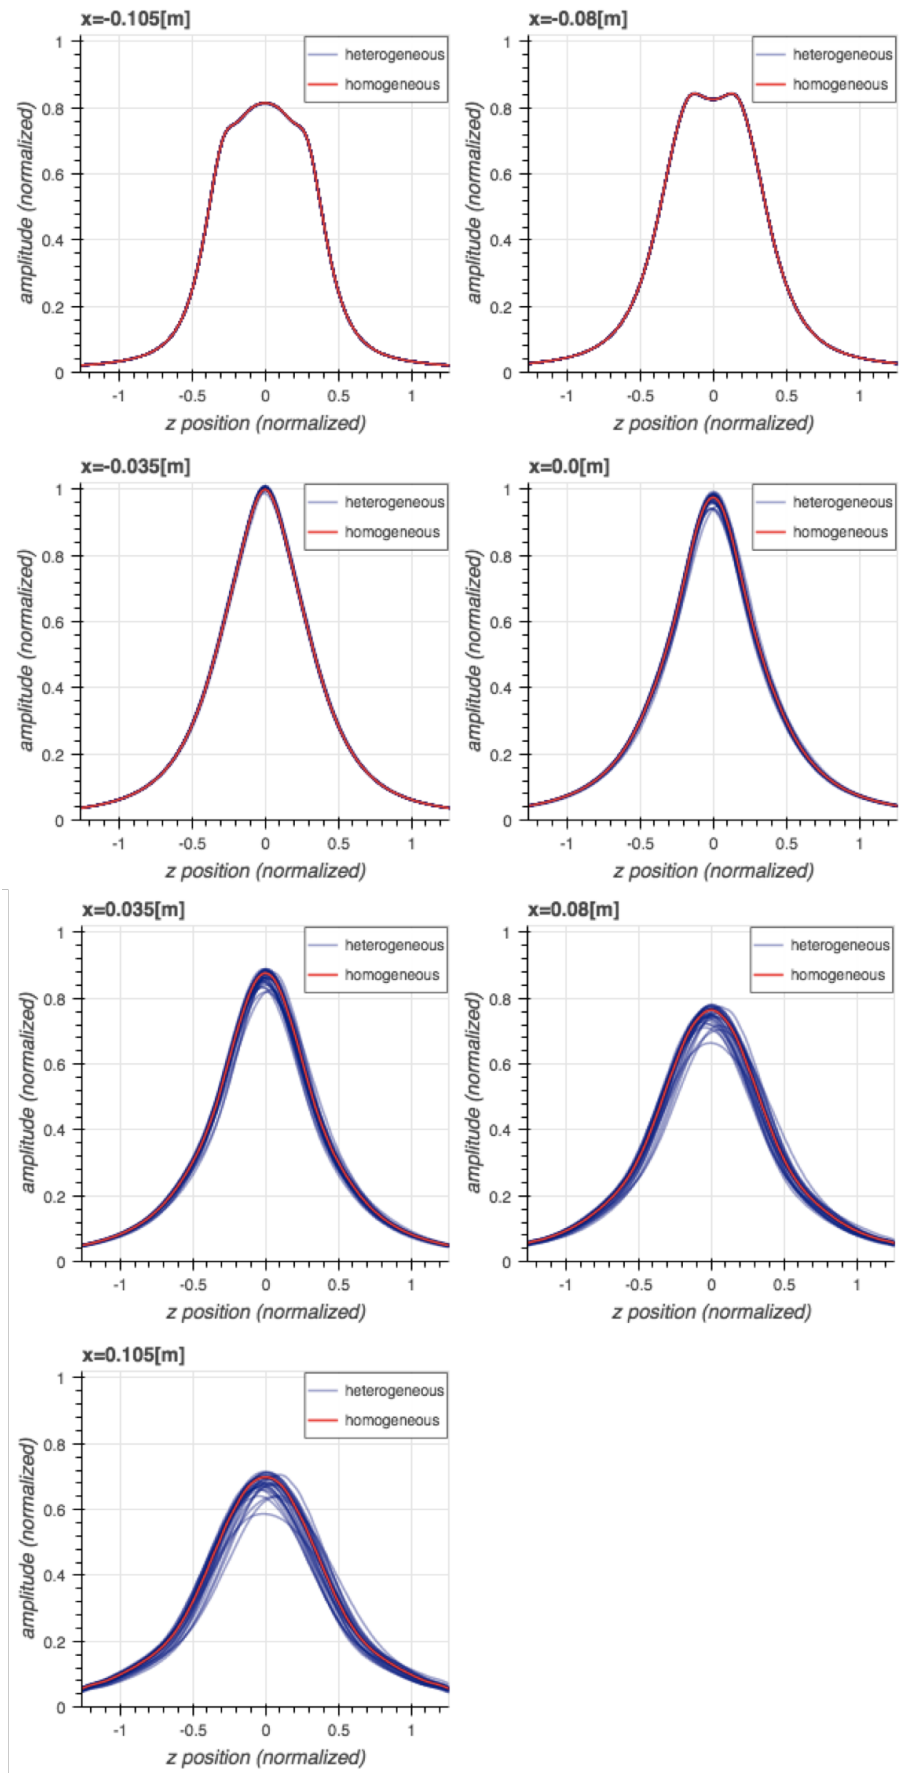 x=-0.105[m]
heterogeneous
homogeneous
amplitude (normalized)
1
0.8
0.6
0.4
0.2
0
-1
-0.5
0
0.5
1
z position (normalized)
x=-0.08[m]
heterogeneous
homogeneous
amplitude (normalized)
1
0.8
0.6
0.4
0.2
0
-1
-0.5
0
0.5
1
z position (normalized)
x=-0.035[m]
heterogeneous
homogeneous
amplitude (normalized)
1
0.8
0.6
0.4
0.2
0
-1
-0.5
0
0.5
1
z position (normalized)
x=0.0[m]
heterogeneous
homogeneous
amplitude (normalized)
1
0.8
0.6
0.4
0.2
0
-1
-0.5
0
0.5
1
z position (normalized)
x=0.035[m]
heterogeneous
homogeneous
amplitude (normalized)
1
0.8
0.6
0.4
0.2
0
-1
-0.5
0
0.5
1
z position (normalized)
x=0.08[m]
heterogeneous
homogeneous
amplitude (normalized)
1
0.8
0.6
0.4
0.2
0
-1
-0.5
0
0.5
1
z position (normalized)
x=0.105[m]
heterogeneous
homogeneous
amplitude (normalized)
1
0.8
0.6
0.4
0.2
0
-1
-0.5
0
0.5
1
z position (normalized)